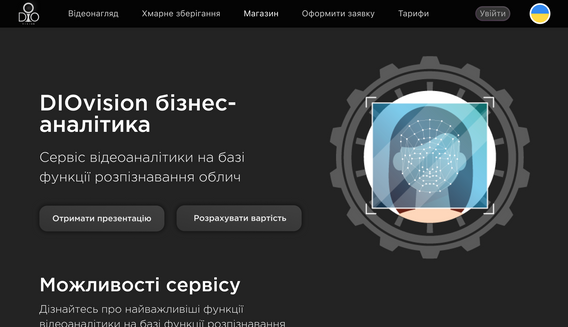 DIO
Відеонагляд Хмарне зберігання Магазин Оформити заявку Тарифи Увійти
DIOvision бізнес-
аналітика
Сервіс відеоаналітики на базі
функції розпізнавання облич
Отримати презентацію Розрахувати вартість
Можливості сервісу
Дізнайтесь про найважливіші функції
відеоаналітики на базі функції розпізнавання